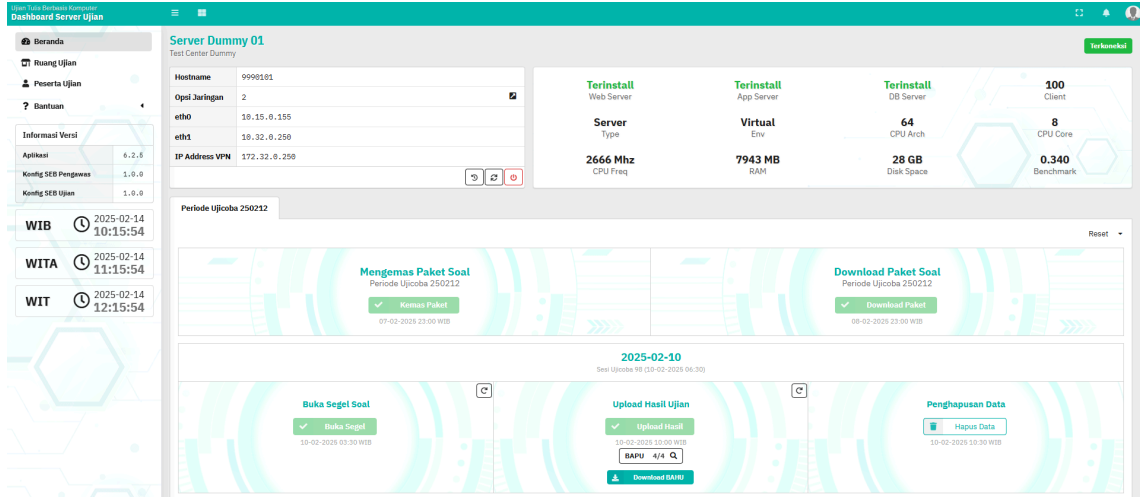 Ujian Tulis Berbasis Komputer
Dashboard Server Ujian
Beranda
Ruang Ujian
Peserta Ujian
Bantuan
Informasi Versi
Aplikasi 6.2.5
Konfig SEB Pengawas 1.0.0
Konfig SEB Ujian 1.0.0
WIB 2025-02-14
10:15:54
WITA 2025-02-14
11:15:54
WIT 2025-02-14
12:15:54
Server Dummy 01
Test Center Dummy
Terkoneksi
Hostname 9990101
Opsi Jaringan 2
eth0 10.15.0.155
eth1 10.32.0.250
IP Address VPN 172.32.0.250
Terinstall Terinstall Terinstall 100
Web Server App Server DB Server Client
Server Virtual 64 8
Type Env CPU Arch CPU Core
2666 Mhz 7943 MB 28 GB 0.340
CPU Freq RAM Disk Space Benchmark
Periode Ujicoba 250212
Reset
Mengemas Paket Soal
Periode Ujicoba 250212
Kemas Paket
07-02-2025 23:00 WIB
Download Paket Soal
Periode Ujicoba 250212
Download Paket
08-02-2025 23:00 WIB
2025-02-10
Sesi Ujicoba 98 (10-02-2025 06:30)
Buka Segel Soal
Buka Segel
10-02-2025 03:30 WIB
Upload Hasil Ujian
Upload Hasil
10-02-2025 10:00 WIB
BAPU 4/4
Download BAHU
Penghapusan Data
Hapus Data
10-02-2025 10:30 WIB